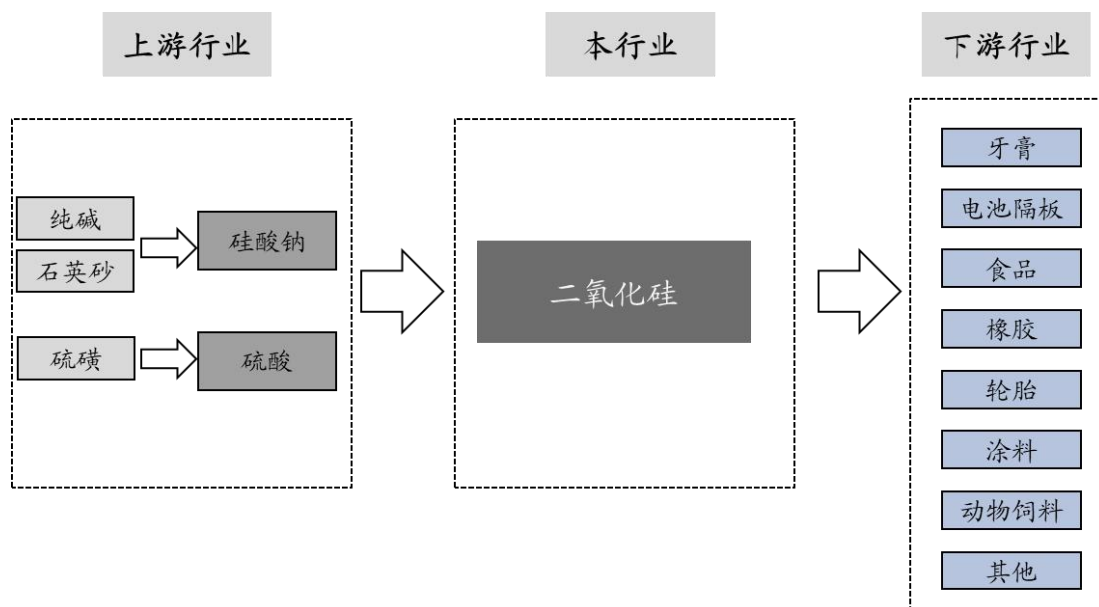 上游行业
本行业
下游行业
纯碱
石英砂
硅酸钠
硫磺
硫酸
二氧化硅
牙膏
电池隔板
食品
橡胶
轮胎
涂料
动物饲料
其他